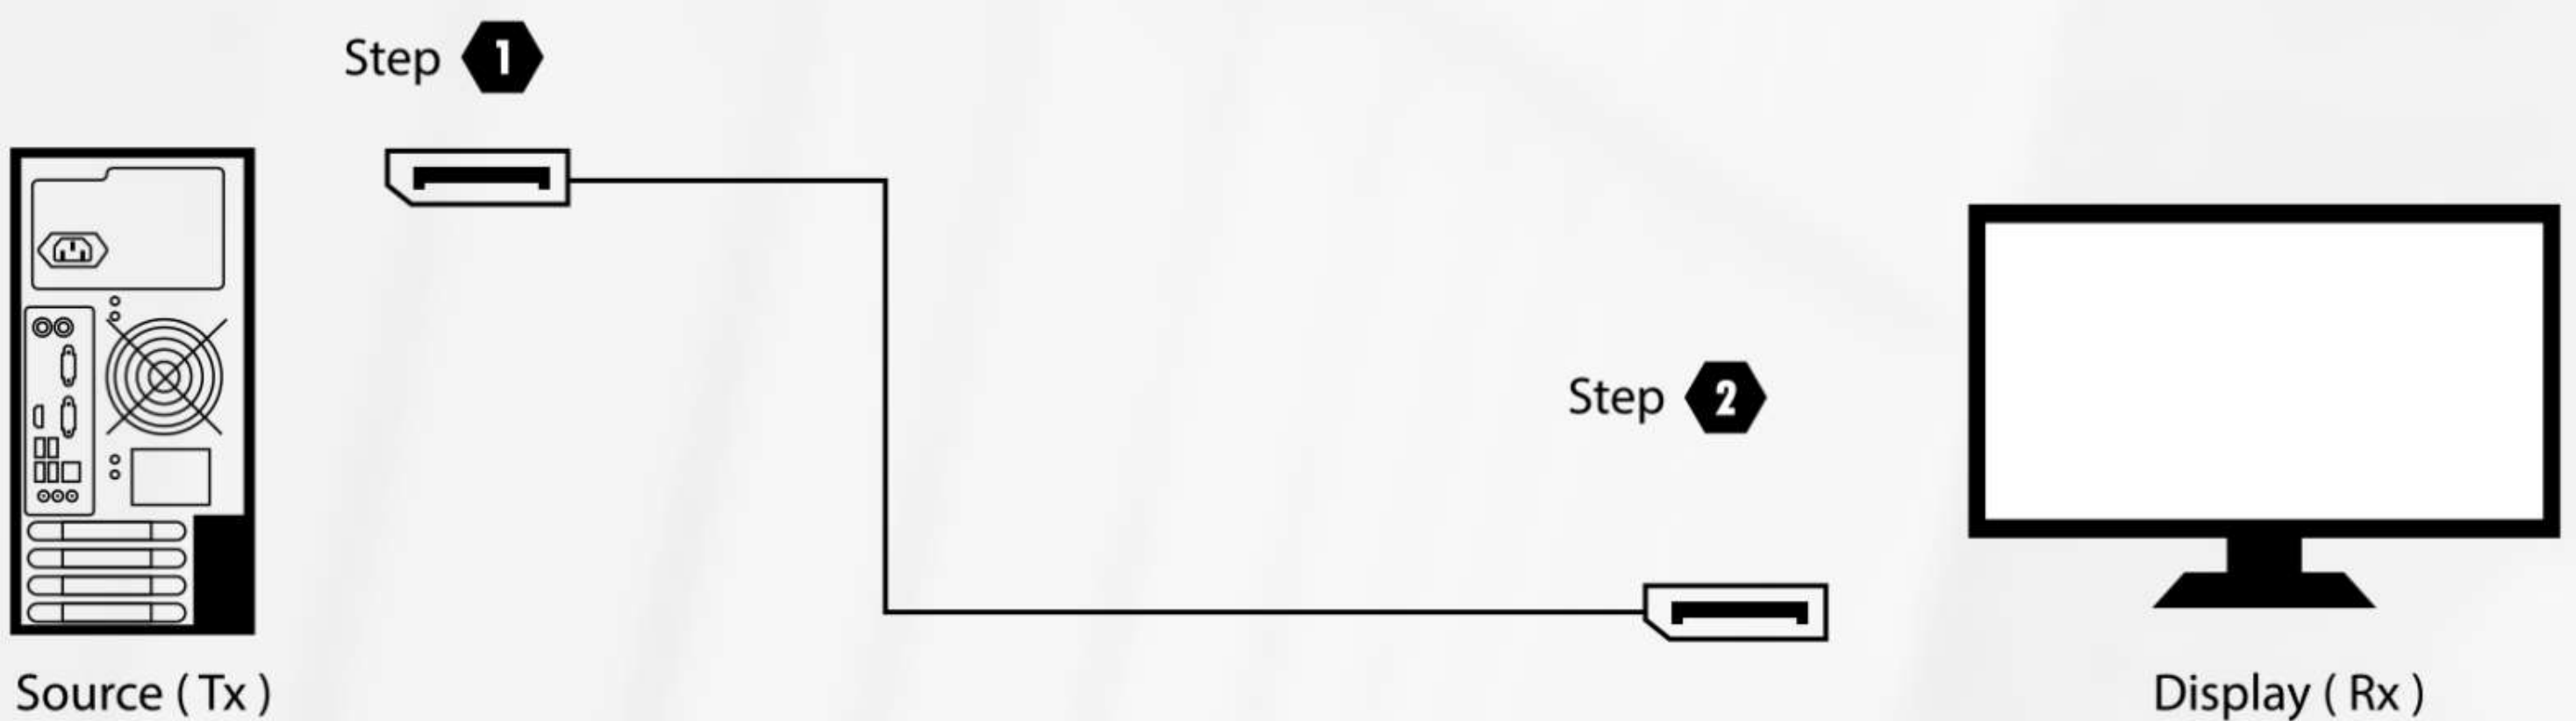 Step 1
Step 2
Source ( Tx )
Display ( Rx )